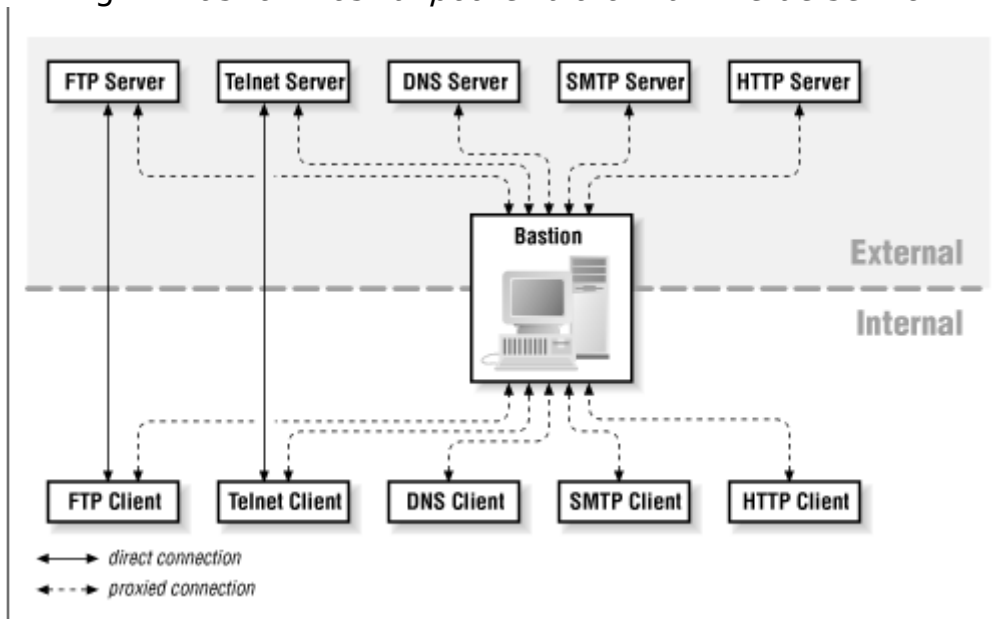 FTP Server
Telnet Server
DNS Server
SMTP Server
HTTP Server
Bastion
External
Internal
FTP Client
Telnet Client
DNS Client
SMTP Client
HTTP Client
direct connection
proxied connection